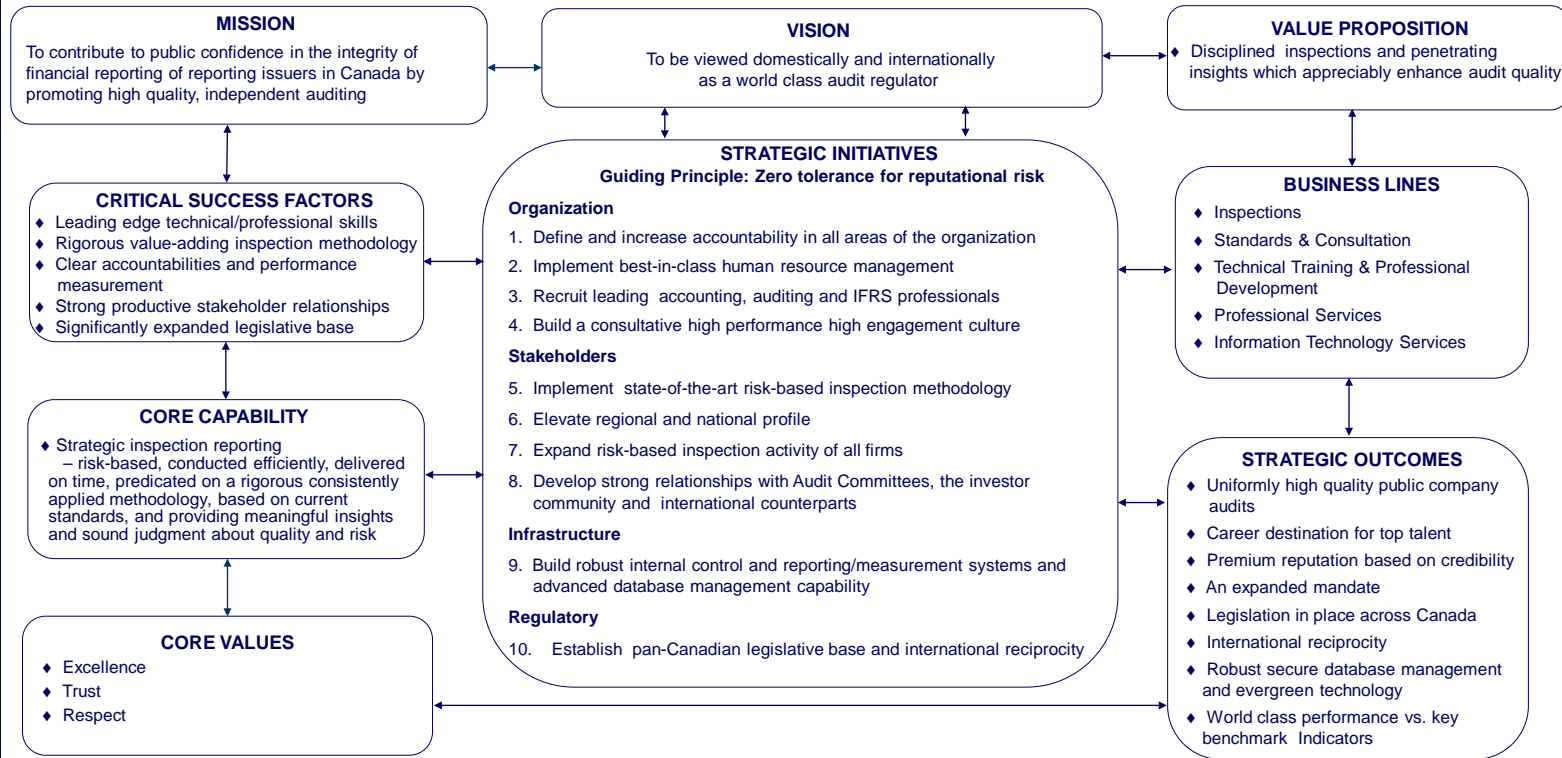 MISSION
To contribute to public confidence in the integrity of
financial reporting of reporting issuers in Canada by
promoting high quality, independent auditing
VISION
To be viewed domestically and internationally
as a world class audit regulator
VALUE PROPOSITION
♦ Disciplined inspections and penetrating
insights which appreciably enhance audit quality
CRITICAL SUCCESS FACTORS
♦ Leading edge technical/professional skills
♦ Rigorous value-adding inspection methodology
♦ Clear accountabilities and performance
measurement
♦ Strong productive stakeholder relationships
♦ Significantly expanded legislative base
STRATEGIC INITIATIVES
Guiding Principle: Zero tolerance for reputational risk
Organization
1. Define and increase accountability in all areas of the organization
2. Implement best-in-class human resource management
3. Recruit leading accounting, auditing and IFRS professionals
4. Build a consultative high performance high engagement culture
Stakeholders
5. Implement state-of-the-art risk-based inspection methodology
6. Elevate regional and national profile
7. Expand risk-based inspection activity of all firms
8. Develop strong relationships with Audit Committees, the investor
community and international counterparts
Infrastructure
9. Build robust internal control and reporting/measurement systems and
advanced database management capability
Regulatory
10. Establish pan-Canadian legislative base and international reciprocity
BUSINESS LINES
♦ Inspections
♦ Standards & Consultation
♦ Technical Training & Professional
Development
♦ Professional Services
♦ Information Technology Services
CORE CAPABILITY
♦ Strategic inspection reporting
– risk-based, conducted efficiently, delivered
on time, predicated on a rigorous consistently
applied methodology, based on current
standards, and providing meaningful insights
and sound judgment about quality and risk
STRATEGIC OUTCOMES
♦ Uniformly high quality public company
audits
♦ Career destination for top talent
♦ Premium reputation based on credibility
♦ An expanded mandate
♦ Legislation in place across Canada
♦ International reciprocity
♦ Robust secure database management
and evergreen technology
♦ World class performance vs. key
benchmark Indicators
CORE VALUES
♦ Excellence
♦ Trust
♦ Respect